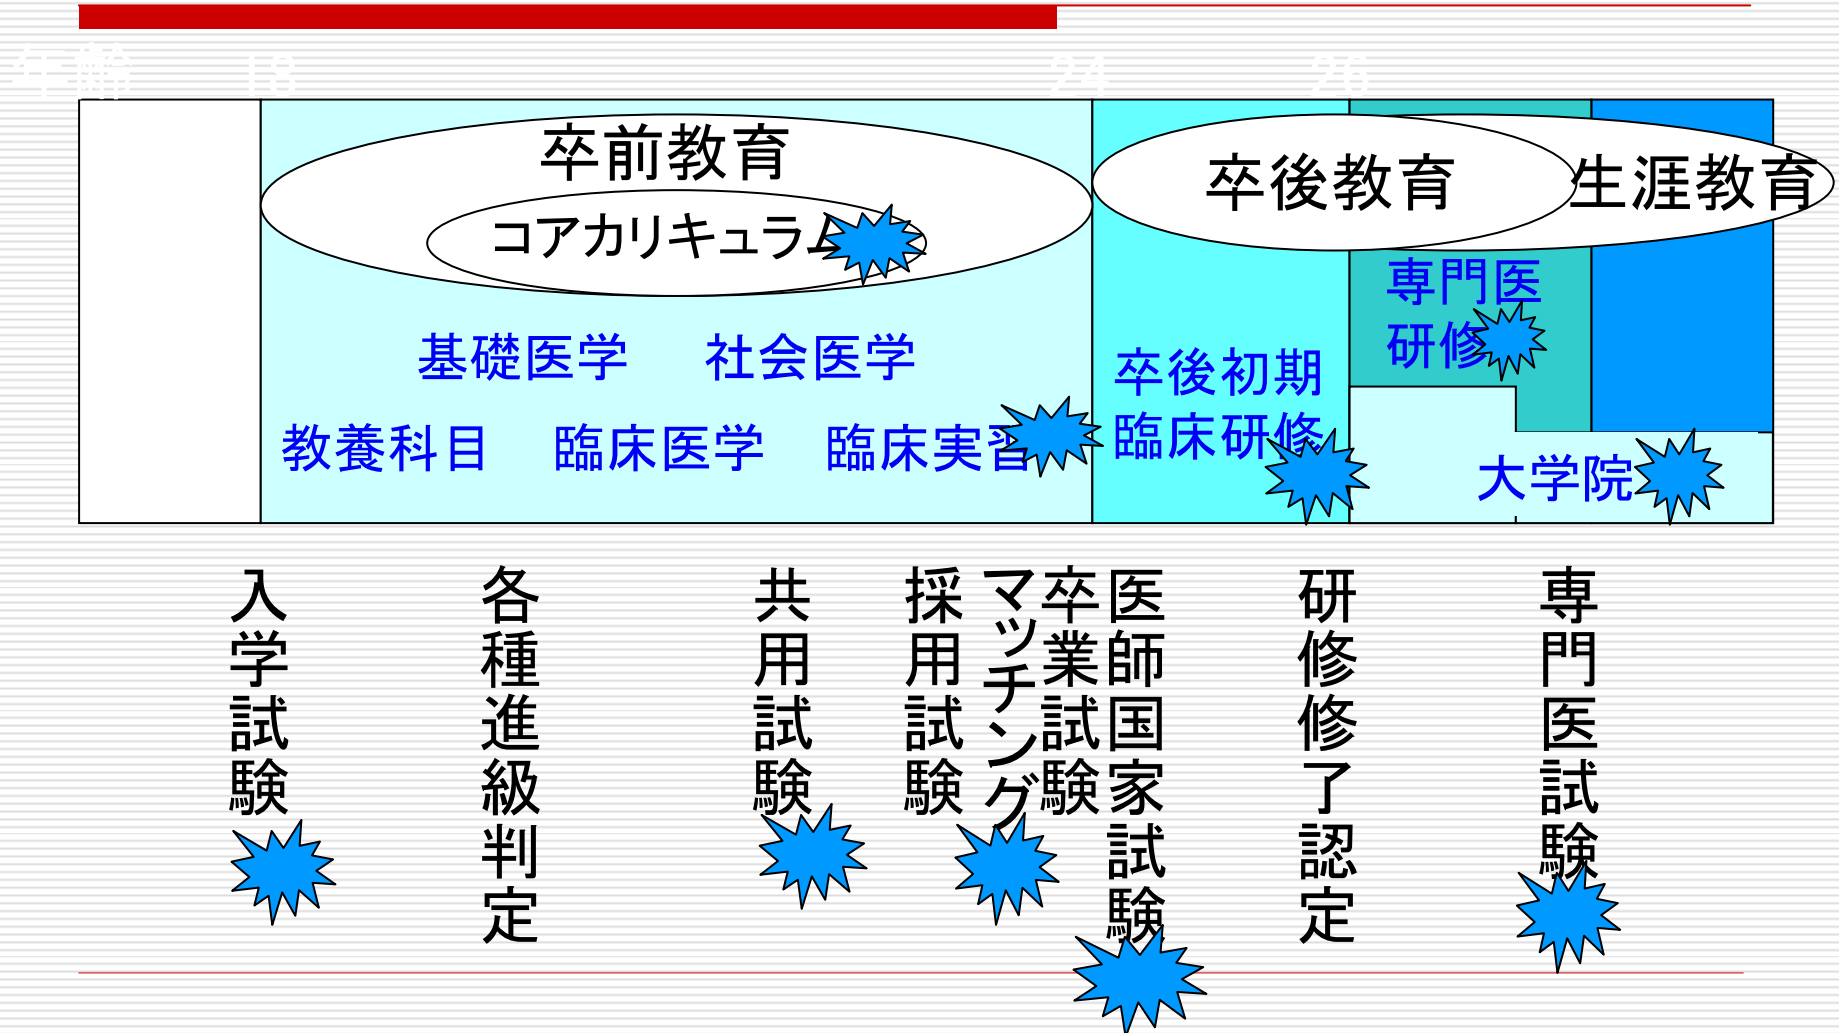 年齢 18 24 26
卒前教育
コアカリキュラム
卒後教育
生涯教育
基礎医学 社会医学
教養科目 臨床医学 臨床実習
卒後初期
臨床研修
専門医
研修
大学院
入学試験
各種進級判定
共用試験
採用試験
マッチング
卒業試験
医師国家試験
研修修了認定
専門医試験